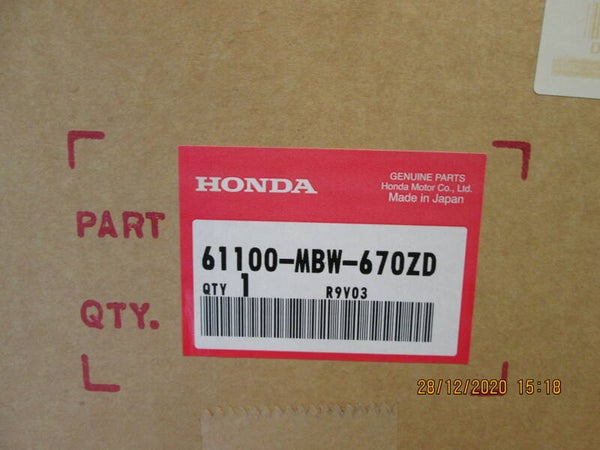 HONDA
GENUINE PARTS
Honda Motor Co., Ltd.
Made in Japan
PART
61100-MBW-670ZD
QTY 1 R9V03
QTY.
28/12/2020 15:18